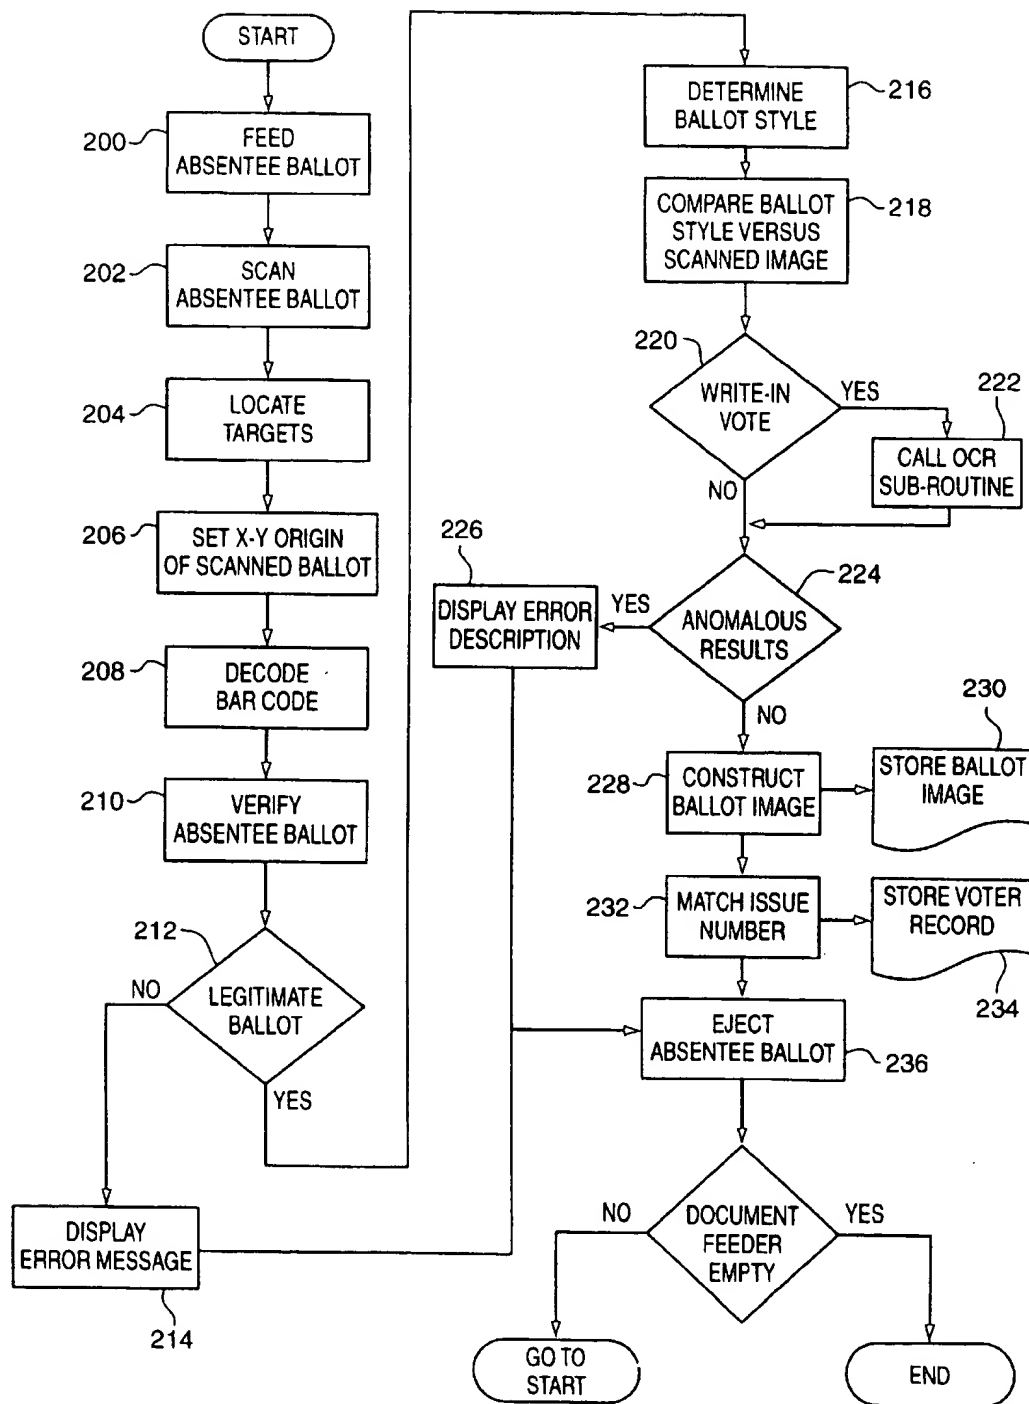 START
200
FEED
ABSENTEE BALLOT
202
SCAN
ABSENTEE BALLOT
204
LOCATE
TARGETS
206
SET X-Y ORIGIN
OF SCANNED BALLOT
208
DECODE
BAR CODE
210
VERIFY
ABSENTEE BALLOT
212
NO
LEGITIMATE
BALLOT
YES
DISPLAY
ERROR MESSAGE
214
DETERMINE
BALLOT STYLE
216
COMPARE BALLOT
STYLE VERSUS
SCANNED IMAGE
218
220
WRITE-IN
VOTE
YES
222
CALL OCR
SUB-ROUTINE
NO
226
DISPLAY ERROR
DESCRIPTION
YES
224
ANOMALOUS
RESULTS
NO
228
CONSTRUCT
BALLOT IMAGE
230
STORE BALLOT
IMAGE
232
MATCH ISSUE
NUMBER
STORE VOTER
RECORD
234
EJECT
ABSENTEE BALLOT
236
NO
DOCUMENT
FEEDER
EMPTY
YES
GO TO
START
END